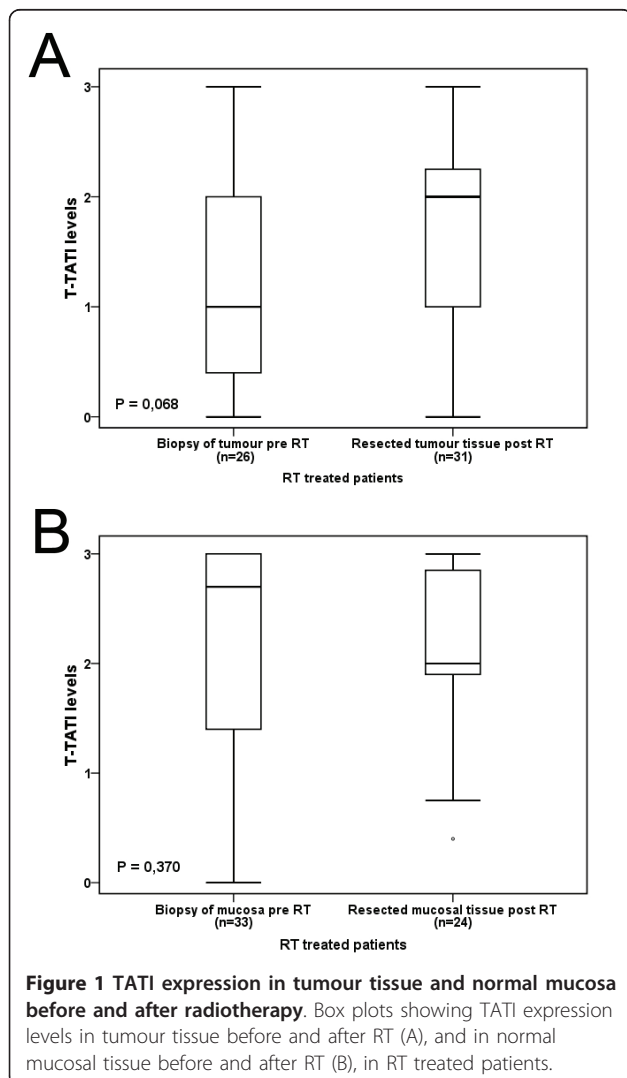 A
3
2
1
0
T-TATI levels
P = 0,068
Biopsy of tumour pre RT
(n=26)
Resected tumour tissue post RT
(n=31)
RT treated patients
B
3
2
1
0
T-TATI levels
P = 0,370
Biopsy of mucosa pre RT
(n=33)
Resected mucosal tissue post RT
(n=24)
RT treated patients
Figure 1 TATI expression in tumour tissue and normal mucosa
before and after radiotherapy. Box plots showing TATI expression
levels in tumour tissue before and after RT (A), and in normal
mucosal tissue before and after RT (B), in RT treated patients.